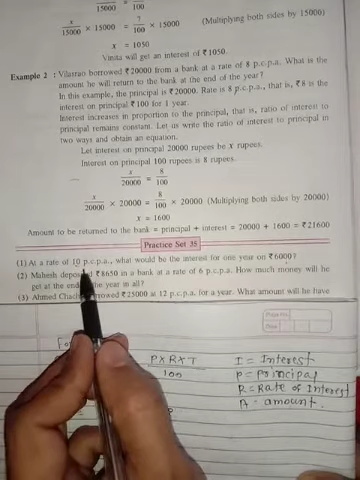 15000 100
x/15000 × 15000 = 7/100 × 15000 (Multiplying both sides by 15000)
x = 1050
Vinita will get an interest of ₹1050.
Example 2 : Vilasrao borrowed ₹20000 from a bank at a rate of 8 p.c.p.a. What is the
amount he will return to the bank at the end of the year?
In this example, the principal is ₹20000. Rate is 8 p.c.p.a., that is, ₹8 is the
interest on principal ₹100 for 1 year.
Interest increases in proportion to the principal, that is, ratio of interest to
principal remains constant. Let us write the ratio of interest to principal in
two ways and obtain an equation.
Let interest on principal 20000 rupees be x rupees.
Interest on principal 100 rupees is 8 rupees.
x/20000 = 8/100
x/20000 × 20000 = 8/100 × 20000 (Multiplying both sides by 20000)
x = 1600
Amount to be returned to the bank = principal + interest = 20000 + 1600 = ₹21600
Practice Set 35
(1) At a rate of 10 p.c.p.a., what would be the interest for one year on ₹6000?
(2) Mahesh ₹8650 in a bank at a rate of 6 p.c.p.a. How much money will he
get at the end the year in all?
(3) Ahmed ₹25000 at 12 p.c.p.a. for a year. What amount will he have
Page No.
Date
P×R×T I = Interest
100 P = Principal
R = Rate of Interest
A = amount.